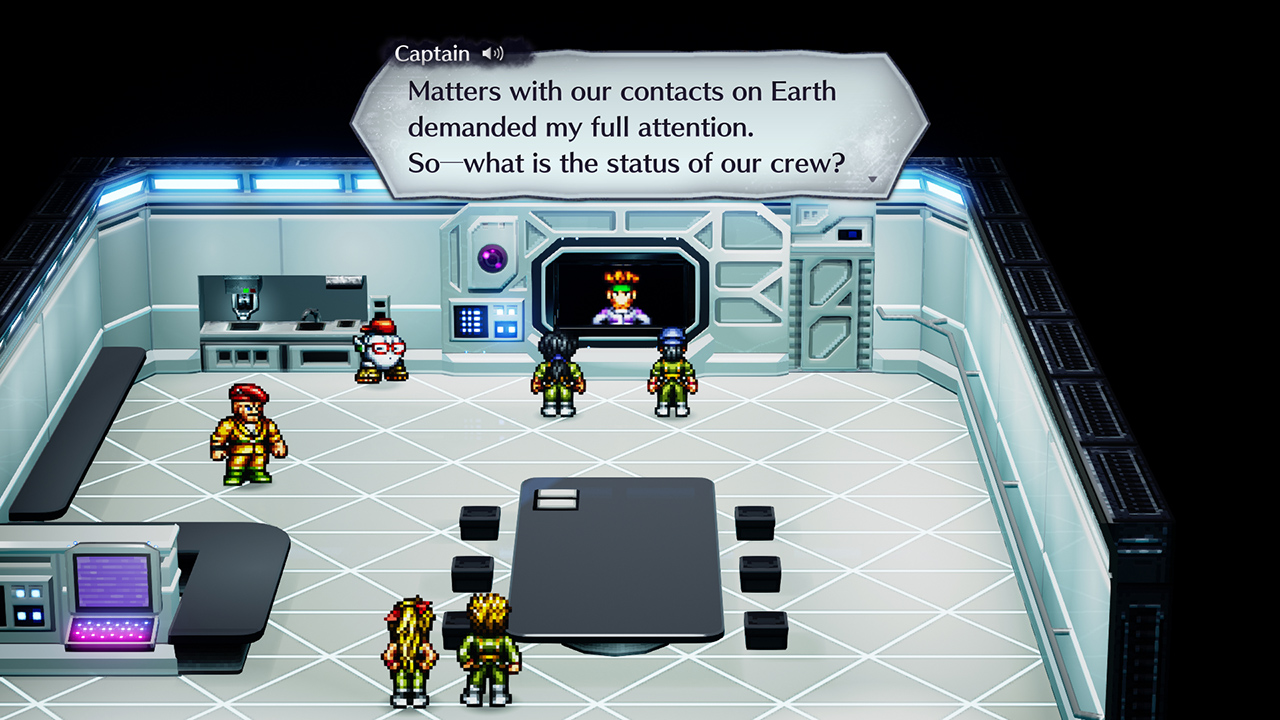 Captain
Matters with our contacts on Earth
demanded my full attention.
So—what is the status of our crew?